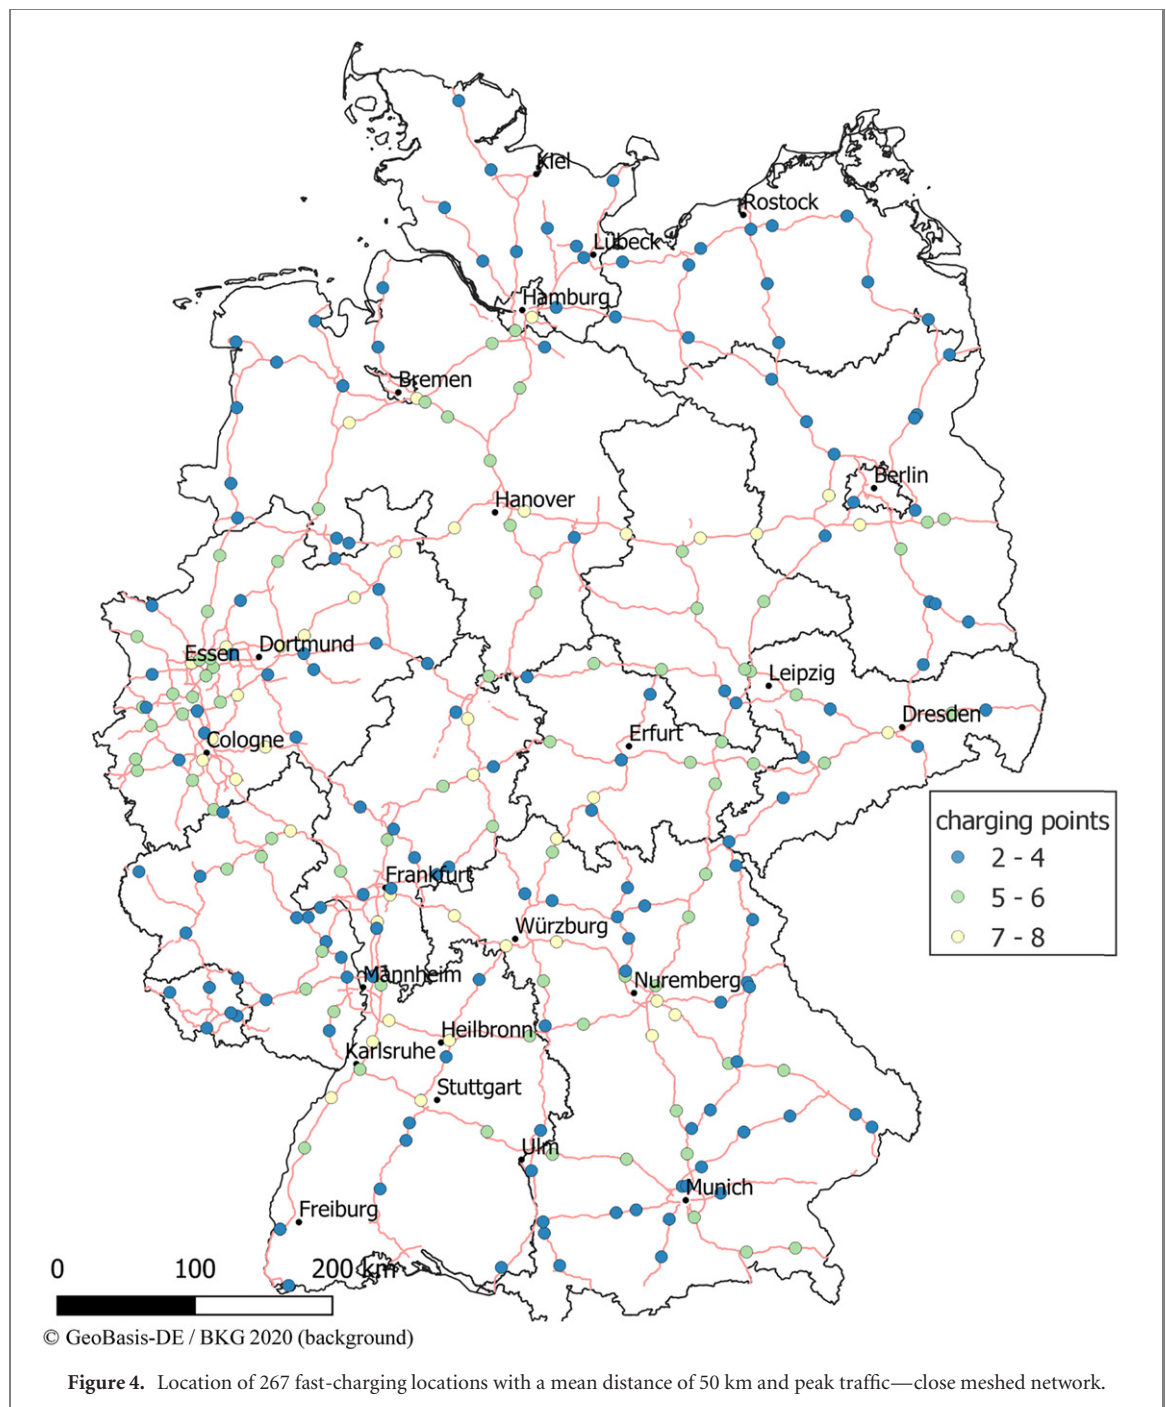 Kiel
Rostock
Lübeck
Hamburg
Bremen
Berlin
Hanover
Essen
Dortmund
Leipzig
Dresden
Cologne
Erfurt
charging points
2 - 4
5 - 6
7 - 8
Frankfurt
Würzburg
Mannheim
Nuremberg
Heilbronn
Karlsruhe
Stuttgart
Ulm
Munich
Freiburg
0 100 200 km
© GeoBasis-DE / BKG 2020 (background)
Figure 4. Location of 267 fast-charging locations with a mean distance of 50 km and peak traffic—close meshed network.